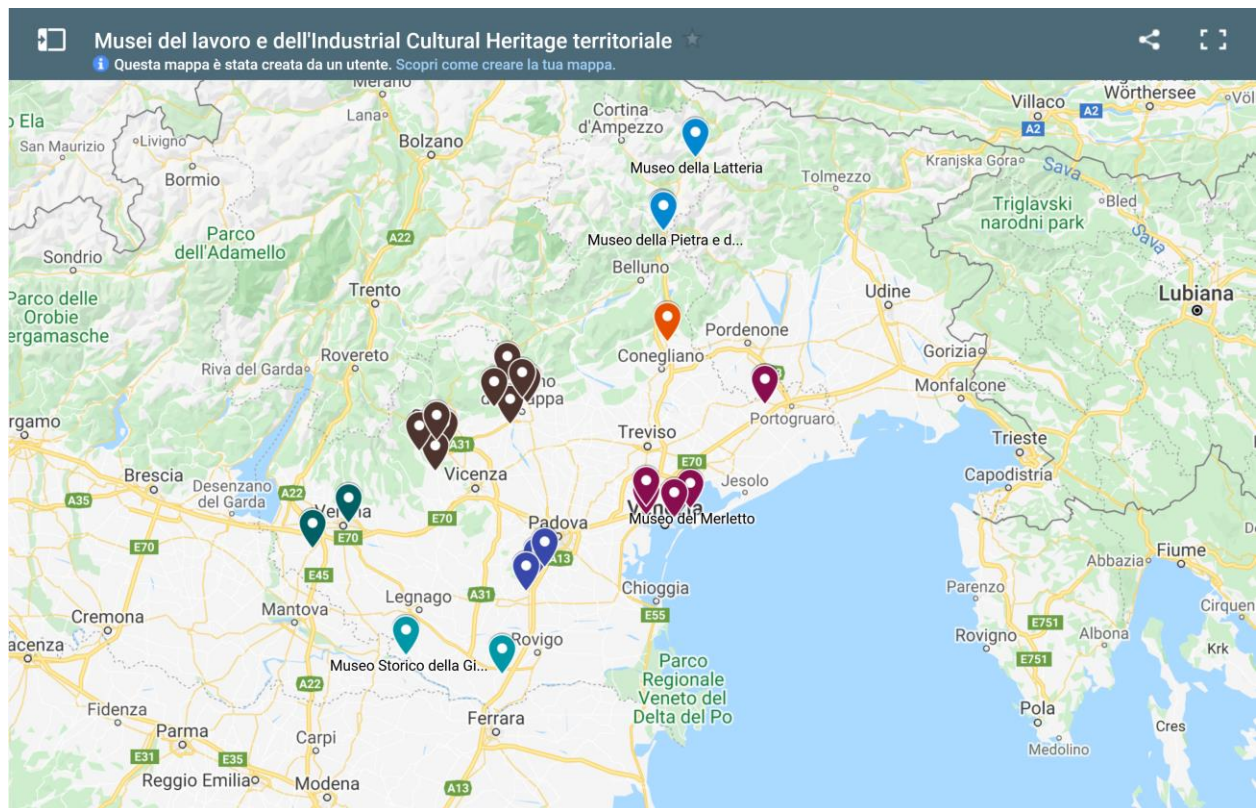 Musei del lavoro e dell'Industrial Cultural Heritage territoriale
Questa mappa è stata creata da un utente. Scopri come creare la tua mappa.
Merano
Lana
Cortina
d'Ampezzo
Villaco
Wörthersee
A2
A2
Ela
San Maurizio
Livigno
Bolzano
Bormio
Museo della Latteria
Tolmezzo
Kranjska Gora
Sava
Bled
Triglavski
narodni park
Sava
Parco
dell'Adamello
A22
Museo della Pietra e d...
Sondrio
Belluno
Trento
Udine
Lubiana
Parco delle
Orobie
Pordenone
Rovereto
Riva del Garda
Conegliano
Gorizia
Monfalcone
Portogruaro
Treviso
A31
Trieste
Vicenza
E70
Jesolo
Capodistria
Brescia
Desenzano
del Garda
A22
A35
E70
Museo del Merletto
Padova
E70
E70
A13
Fiume
Abbazia
E45
Chioggia
Parenzo
Legnago
A31
E55
Mantova
Cremona
Rovigo
Rovigno
E751
Albona
Krk
Museo Storico della Gi...
E751
A22
Parco
Regionale
Veneto del
Delta del Po
Fidenza
Ferrara
Pola
Cres
Parma
Carpi
Medolino
E31
E35
Reggio Emilia
Modena
A13